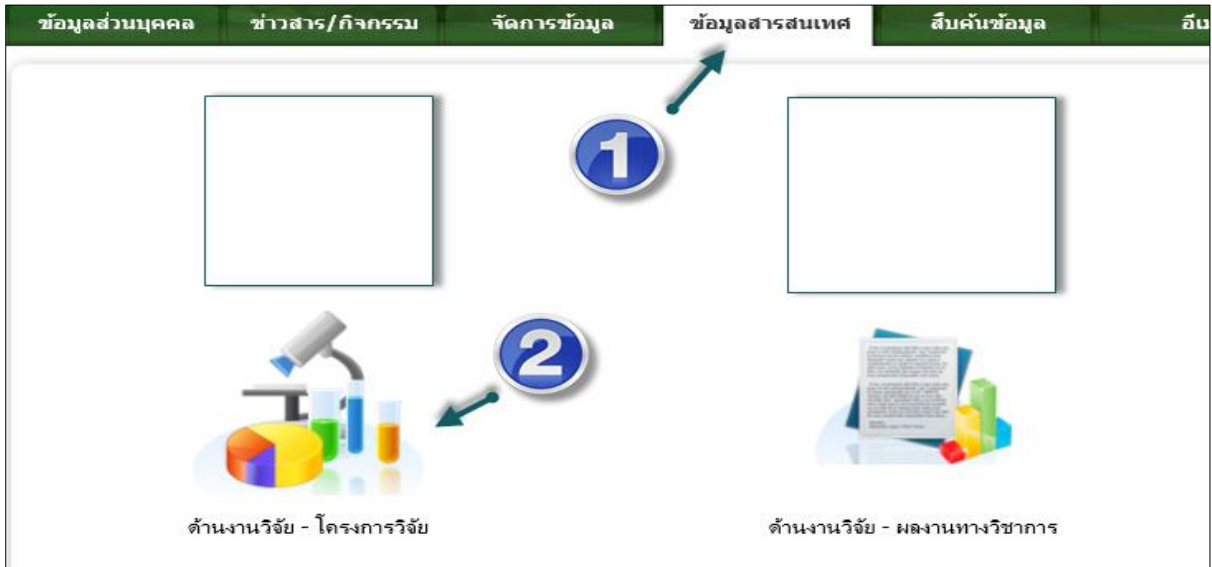 ข้อมูลส่วนบุคคล ข่าวสาร/กิจกรรม จัดการข้อมูล ข้อมูลสารสนเทศ สืบค้นข้อมูล
1
2
ด้านงานวิจัย - โครงการวิจัย ด้านงานวิจัย - ผลงานทางวิชาการ